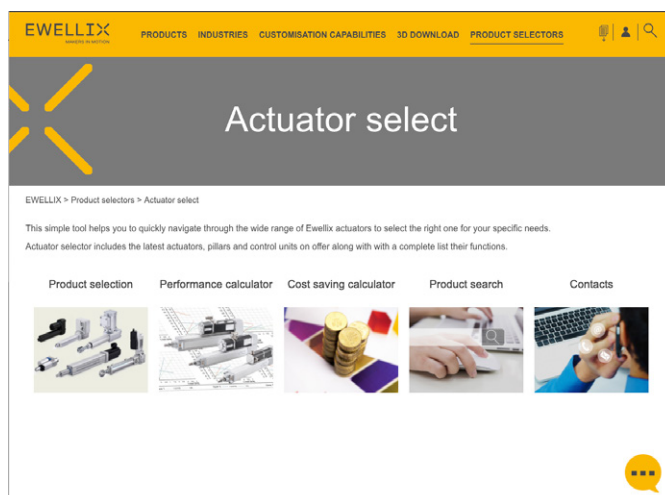 EWELLIX
MAKERS IN MOTION
PRODUCTS INDUSTRIES CUSTOMISATION CAPABILITIES 3D DOWNLOAD PRODUCT SELECTORS
Actuator select
EWELLIX > Product selectors > Actuator select
This simple tool helps you to quickly navigate through the wide range of Ewellix actuators to select the right one for your specific needs.
Actuator selector includes the latest actuators, pillars and control units on offer along with with a complete list their functions.
Product selection Performance calculator Cost saving calculator Product search Contacts